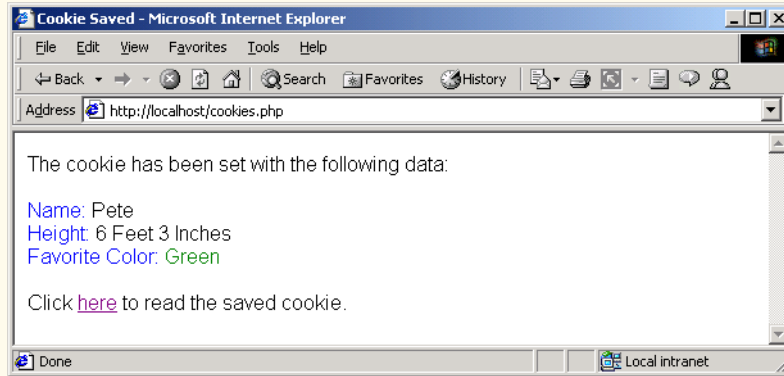 Cookie Saved - Microsoft Internet Explorer
File Edit View Favorites Tools Help
Back Search Favorites History
Address http://localhost/cookies.php
The cookie has been set with the following data:
Name: Pete
Height: 6 Feet 3 Inches
Favorite Color: Green
Click here to read the saved cookie.
Done Local intranet